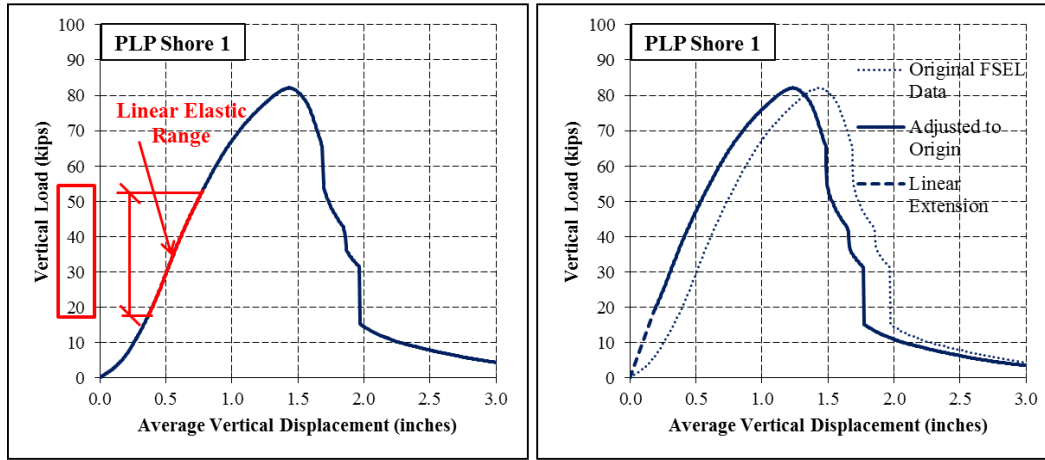 PLP Shore 1
Linear Elastic
Range
Vertical Load (kips)
100
90
80
70
60
50
40
30
20
10
0
0.0 0.5 1.0 1.5 2.0 2.5 3.0
Average Vertical Displacement (inches)
PLP Shore 1
Original FSEL
Data
Adjusted to
Origin
Linear
Extension
Vertical Load (kips)
100
90
80
70
60
50
40
30
20
10
0
0.0 0.5 1.0 1.5 2.0 2.5 3.0
Average Vertical Displacement (inches)